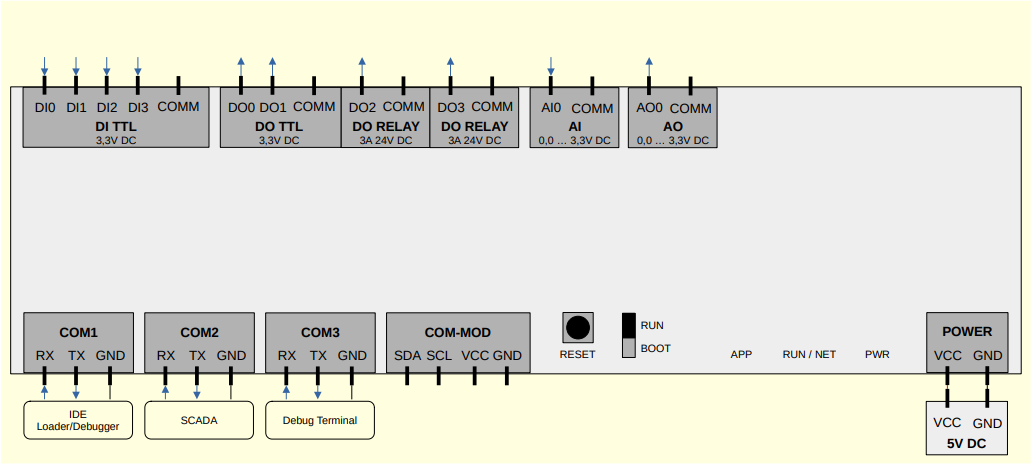 DI0 DI1 DI2 DI3 COMM
DI TTL
3,3V DC
DO0 DO1 COMM
DO TTL
3,3V DC
DO2 COMM
DO RELAY
3A 24V DC
DO3 COMM
DO RELAY
3A 24V DC
AI0 COMM
AI
0,0 ... 3,3V DC
AO0 COMM
AO
0,0 ... 3,3V DC
COM1
RX TX GND
IDE
Loader/Debugger
COM2
RX TX GND
SCADA
COM3
RX TX GND
Debug Terminal
COM-MOD
SDA SCL VCC GND
RESET
RUN
BOOT
APP
RUN / NET
PWR
POWER
VCC GND
VCC GND
5V DC